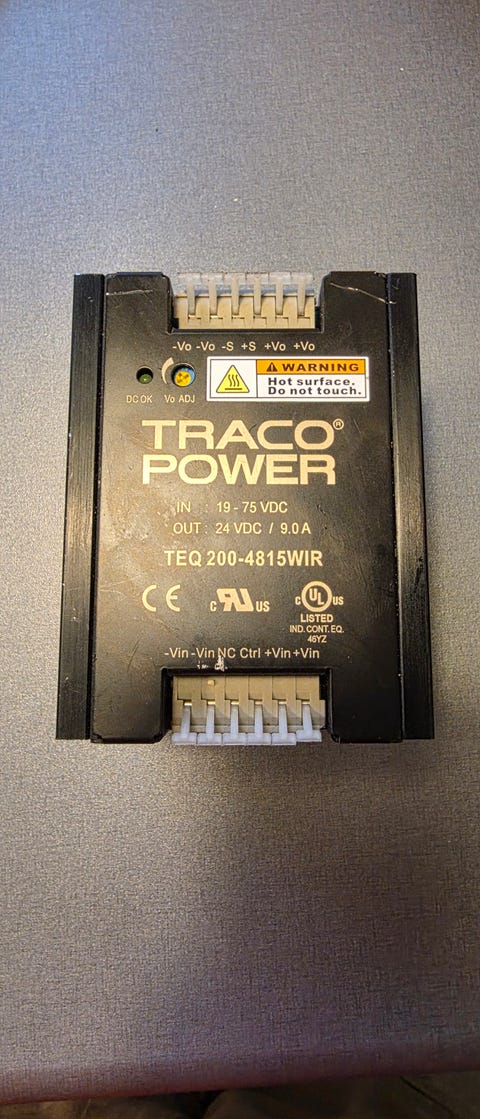 -Vo -Vo -S +S +Vo +Vo
DC OK Vo ADJ
WARNING
Hot surface.
Do not touch.
TRACO®
POWER
IN : 19 - 75 VDC
OUT : 24 VDC / 9.0 A
TEQ 200-4815WIR
CE c RU US c UL US
LISTED
IND. CONT. EQ.
46YZ
-Vin -Vin NC Ctrl +Vin +Vin